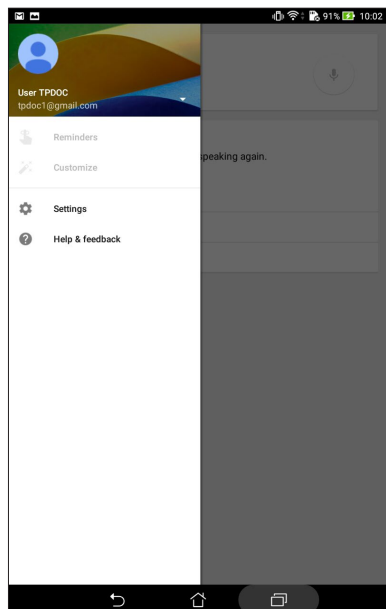 91% 10:02
User TPDOC
tpdoc1@gmail.com
Reminders
speaking again.
Customize
Settings
Help & feedback